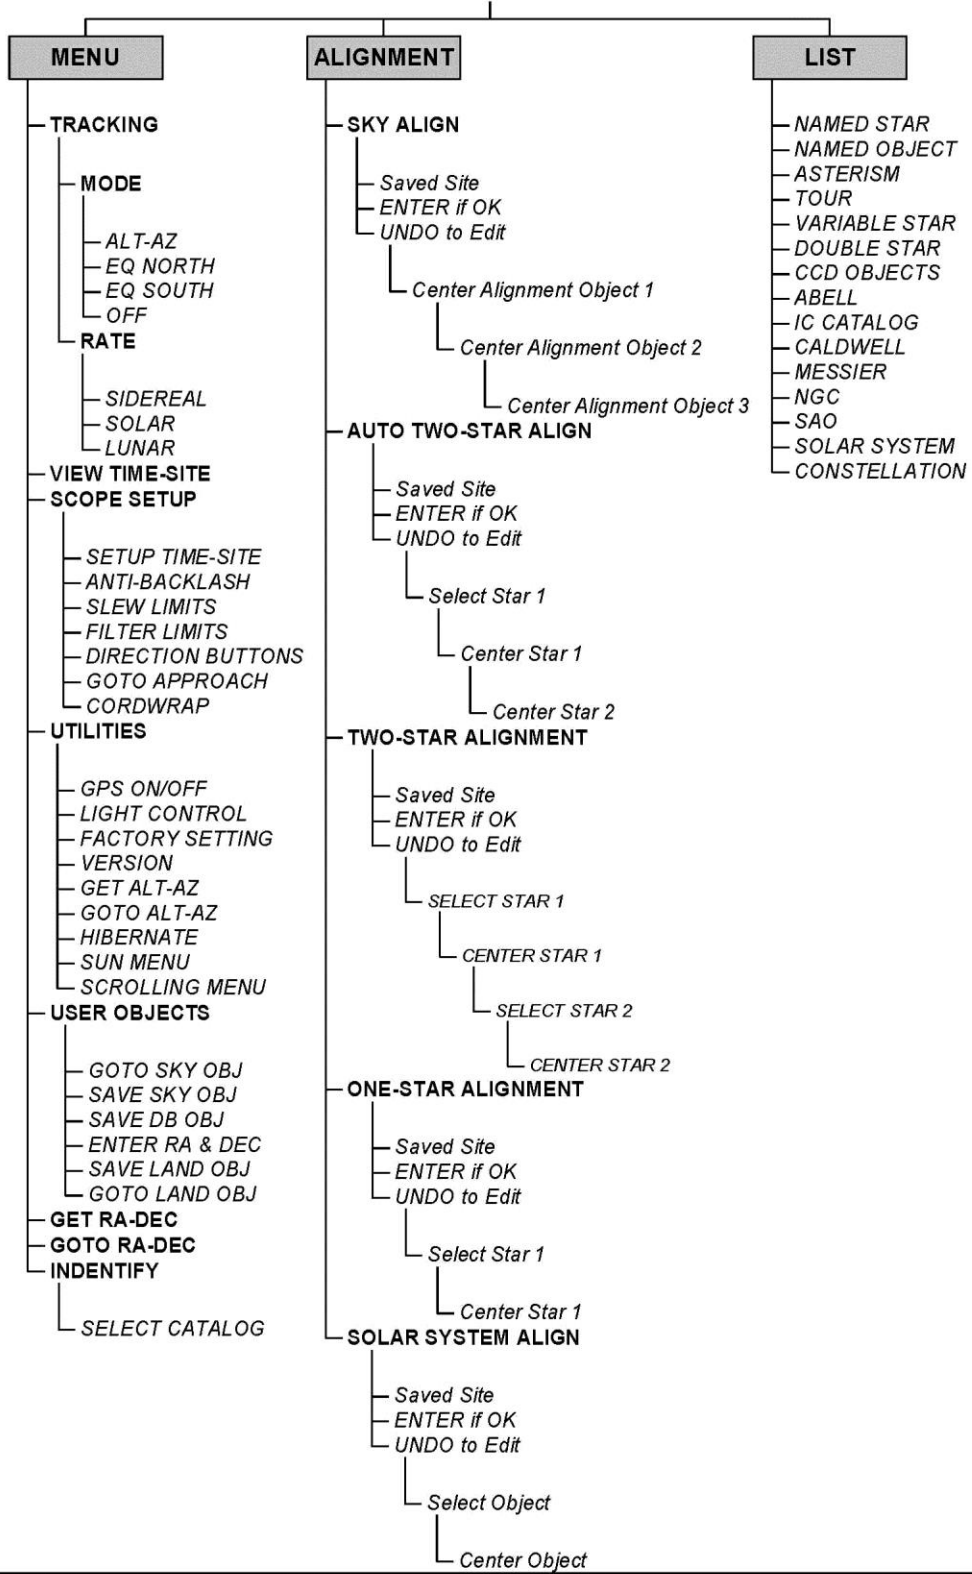 MENU
TRACKING
MODE
ALT-AZ
EQ NORTH
EQ SOUTH
OFF
RATE
SIDEREAL
SOLAR
LUNAR
VIEW TIME-SITE
SCOPE SETUP
SETUP TIME-SITE
ANTI-BACKLASH
SLEW LIMITS
FILTER LIMITS
DIRECTION BUTTONS
GOTO APPROACH
CORDWRAP
UTILITIES
GPS ON/OFF
LIGHT CONTROL
FACTORY SETTING
VERSION
GET ALT-AZ
GOTO ALT-AZ
HIBERNATE
SUN MENU
SCROLLING MENU
USER OBJECTS
GOTO SKY OBJ
SAVE SKY OBJ
SAVE DB OBJ
ENTER RA & DEC
SAVE LAND OBJ
GOTO LAND OBJ
GET RA-DEC
GOTO RA-DEC
INDENTIFY
SELECT CATALOG
ALIGNMENT
SKY ALIGN
Saved Site
ENTER if OK
UNDO to Edit
Center Alignment Object 1
Center Alignment Object 2
Center Alignment Object 3
AUTO TWO-STAR ALIGN
Saved Site
ENTER if OK
UNDO to Edit
Select Star 1
Center Star 1
Center Star 2
TWO-STAR ALIGNMENT
Saved Site
ENTER if OK
UNDO to Edit
SELECT STAR 1
CENTER STAR 1
SELECT STAR 2
CENTER STAR 2
ONE-STAR ALIGNMENT
Saved Site
ENTER if OK
UNDO to Edit
Select Star 1
Center Star 1
SOLAR SYSTEM ALIGN
Saved Site
ENTER if OK
UNDO to Edit
Select Object
Center Object
LIST
NAMED STAR
NAMED OBJECT
ASTERISM
TOUR
VARIABLE STAR
DOUBLE STAR
CCD OBJECTS
ABELL
IC CATALOG
CALDWELL
MESSIER
NGC
SAO
SOLAR SYSTEM
CONSTELLATION